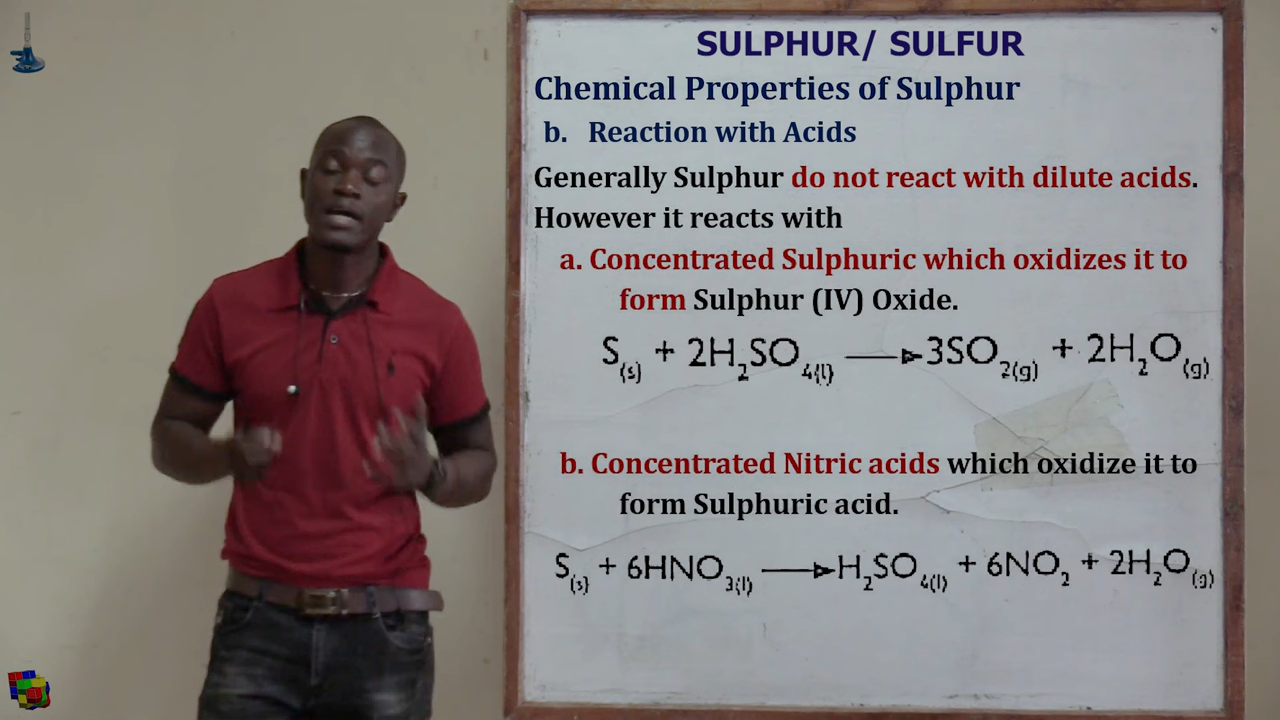 SULPHUR/ SULFUR
Chemical Properties of Sulphur
b. Reaction with Acids
Generally Sulphur do not react with dilute acids.
However it reacts with
a. Concentrated Sulphuric which oxidizes it to
form Sulphur (IV) Oxide.
S(s) + 2H2SO4(l) ⟶ 3SO2(g) + 2H2O(g)
b. Concentrated Nitric acids which oxidize it to
form Sulphuric acid.
S(s) + 6HNO3(l) ⟶ H2SO4(l) + 6NO2 + 2H2O(g)